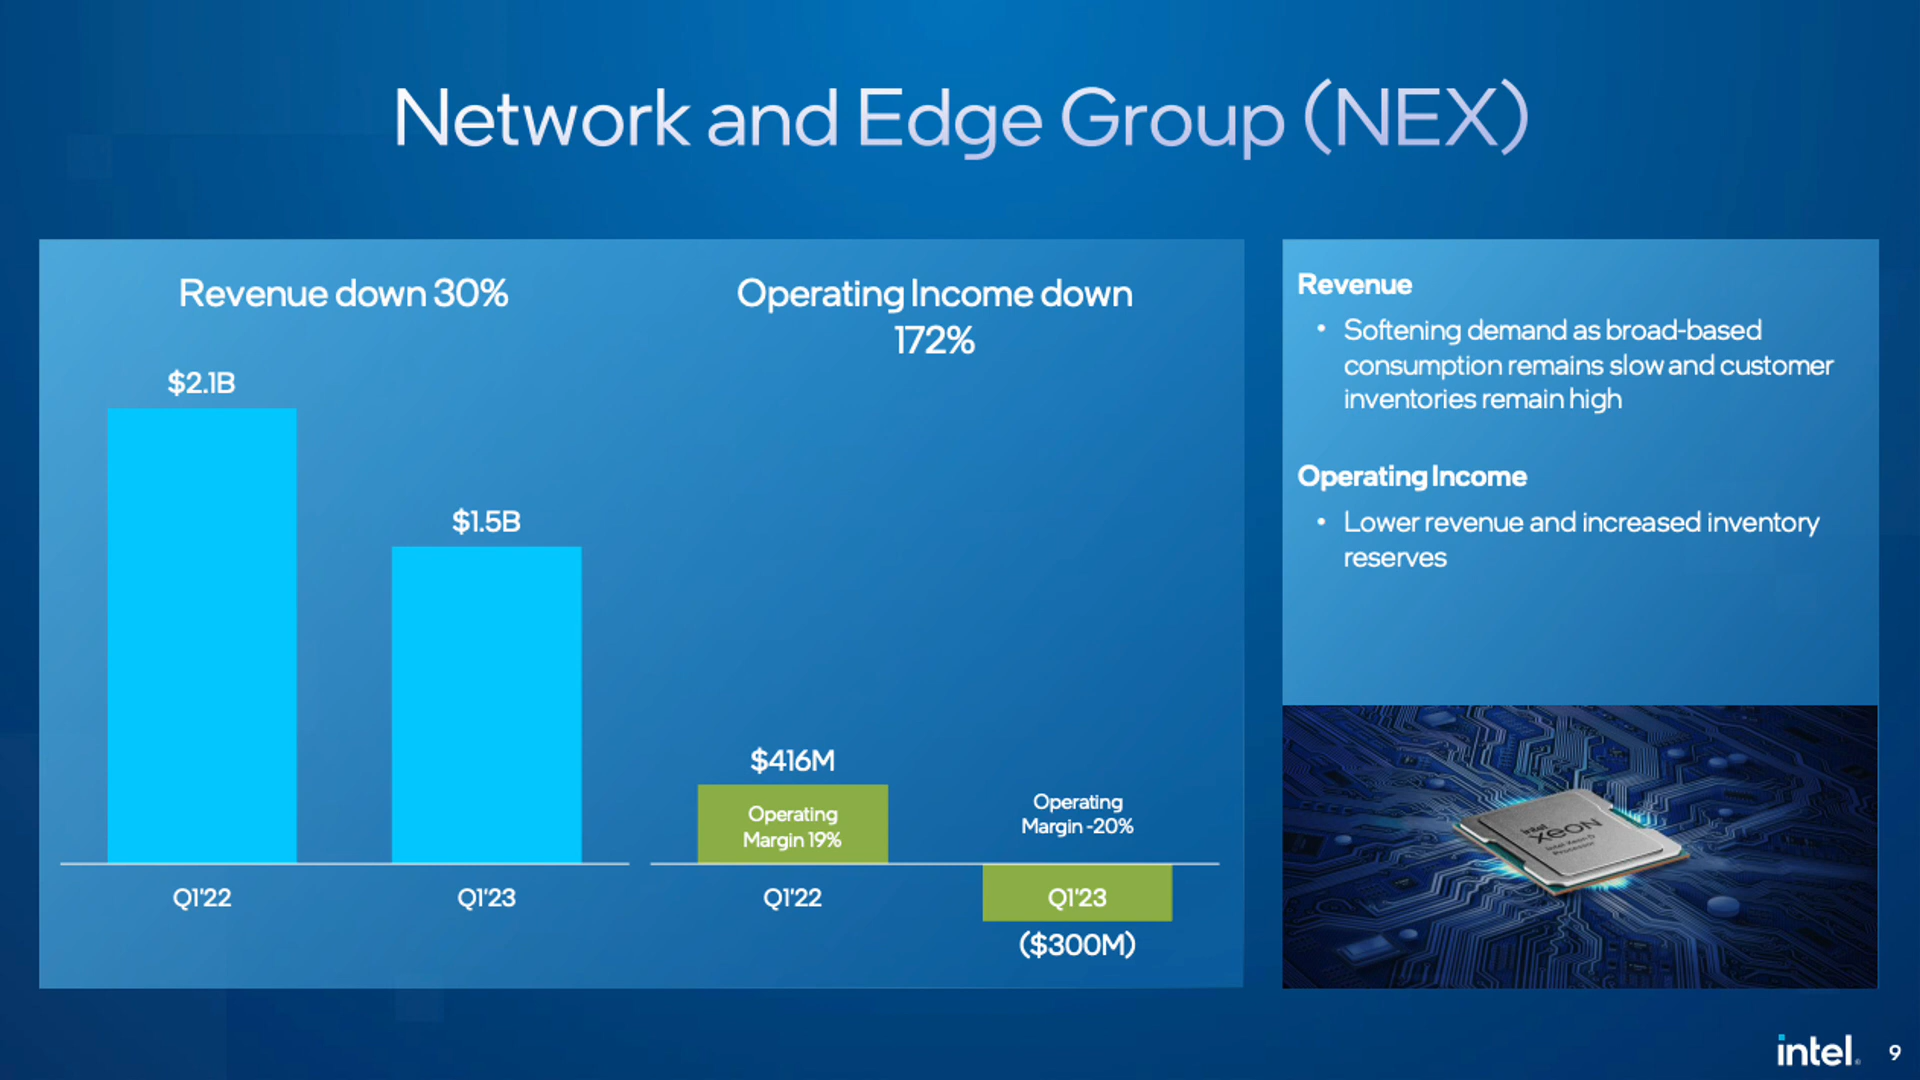 Network and Edge Group (NEX)
Revenue down 30%
$2.1B
$1.5B
Q1'22
Q1'23
Operating Income down
172%
$416M
Operating
Margin 19%
Operating
Margin -20%
Q1'22
Q1'23
($300M)
Revenue
• Softening demand as broad-based
consumption remains slow and customer
inventories remain high
Operating Income
• Lower revenue and increased inventory
reserves
intel
XEON
Intel Xeon D
Processor
intel.
9